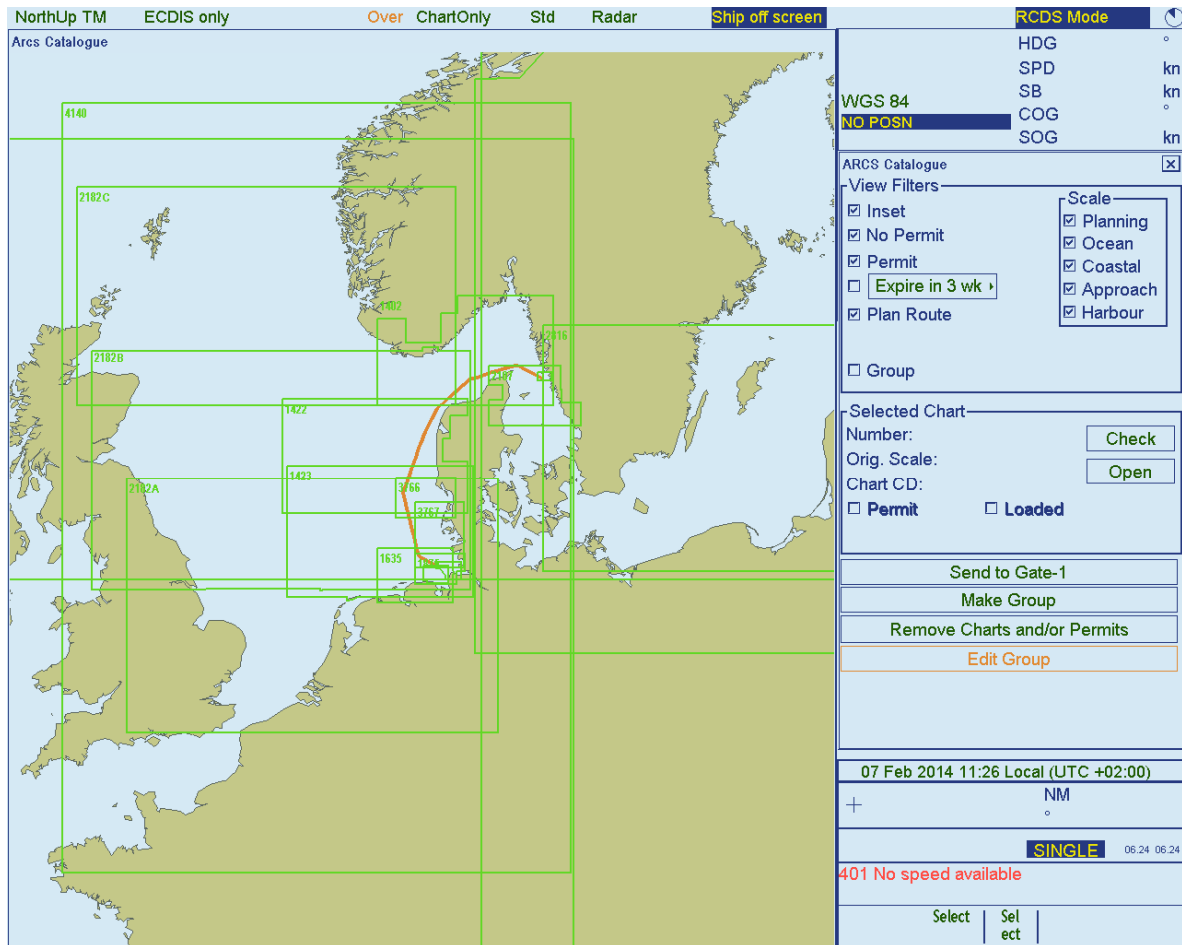 NorthUp TM ECDIS only Over ChartOnly Std Radar Ship off screen RCDS Mode
Arcs Catalogue
4140
2182C
1402
2182B
2816
2107
1422
1423
2182A
3766
3767
1635
HDG °
SPD kn
SB kn
WGS 84
COG °
NO POSN
SOG kn
ARCS Catalogue
View Filters
Inset
No Permit
Permit
Expire in 3 wk
Plan Route
Group
Scale
Planning
Ocean
Coastal
Approach
Harbour
Selected Chart
Number:
Check
Orig. Scale:
Open
Chart CD:
Permit Loaded
Send to Gate-1
Make Group
Remove Charts and/or Permits
Edit Group
07 Feb 2014 11:26 Local (UTC +02:00)
NM
°
SINGLE 06.24 06.24
401 No speed available
Select Sel
ect